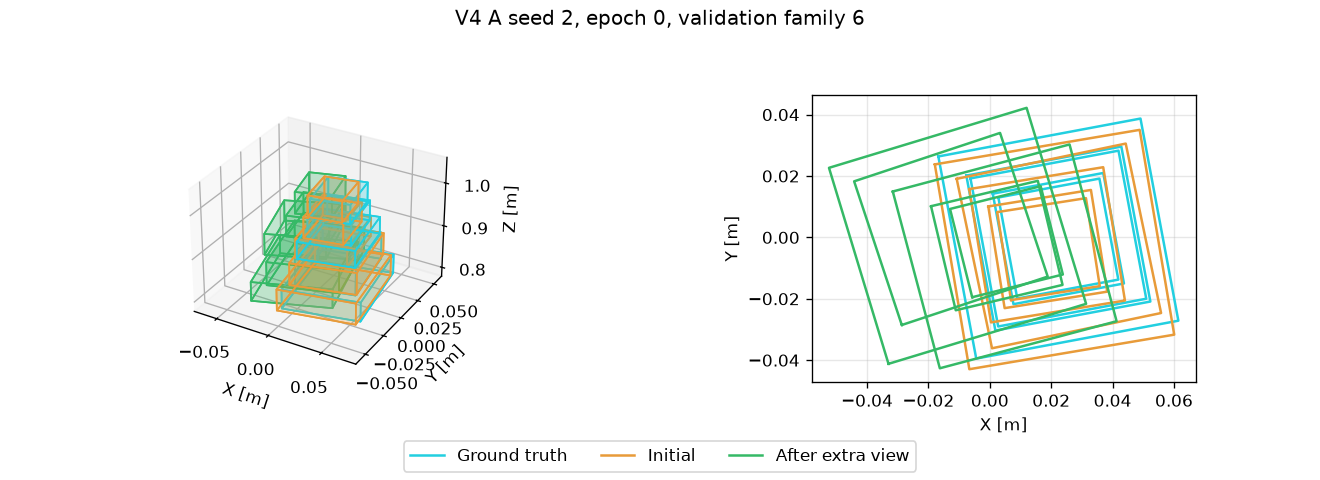 V4 A seed 2, epoch 0, validation family 6
1.0
0.9
0.8
Z [m]
0.050
0.025
0.000
−0.025
−0.050
Y [m]
−0.05
0.00
0.05
X [m]
0.04
0.02
0.00
−0.02
−0.04
Y [m]
−0.04 −0.02 0.00 0.02 0.04 0.06
X [m]
Ground truth Initial After extra view